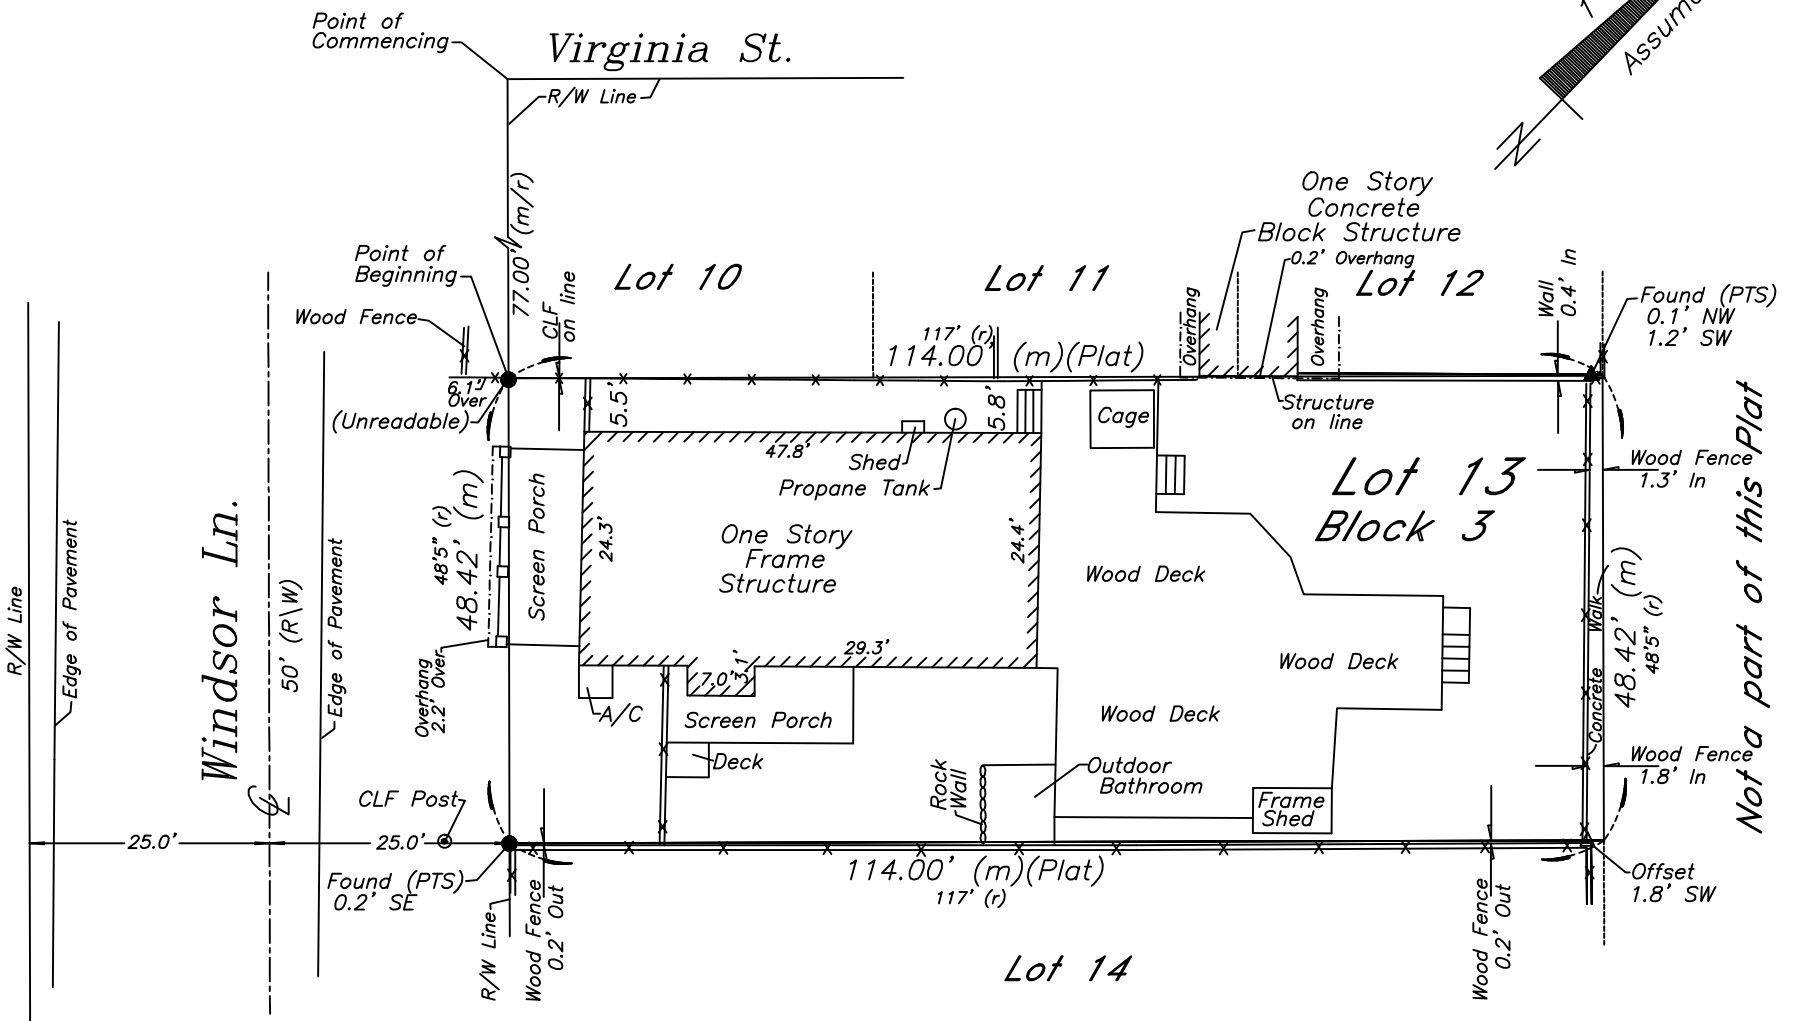 Point of
Commencing
Virginia St.
R/W Line
Assum
77.00' (m/r)
Point of
Beginning
Wood Fence
CLF
on line
Lot 10
Lot 11
One Story
Concrete
Block Structure
0.2' Overhang
Lot 12
Overhang
Overhang
Wall
0.4' In
Found (PTS)
0.1' NW
1.2' SW
117' (r)
114.00' (m)(Plat)
6.1'
Over
(Unreadable)
5.5'
5.8'
Cage
Structure
on line
47.8'
Shed
Propane Tank
Lot 13
Block 3
Wood Fence
1.3' In
Not a part of this Plat
Windsor Ln.
50' (R\W)
R/W Line
Edge of Pavement
Edge of Pavement
48'5" (r)
48.42' (m)
Screen Porch
24.3'
One Story
Frame
Structure
24.4'
Wood Deck
Wood Deck
Wood Deck
Concrete Walk
48.42' (m)
48'5" (r)
Overhang
2.2' Over
29.3'
7.0'
3.1'
A/C
Screen Porch
Deck
Rock
Wall
Outdoor
Bathroom
Frame
Shed
Wood Fence
1.8' In
CLF Post
℄
25.0'
25.0'
Found (PTS)
0.2' SE
R/W Line
Wood Fence
0.2' Out
114.00' (m)(Plat)
117' (r)
Wood Fence
0.2' Out
Offset
1.8' SW
Lot 14